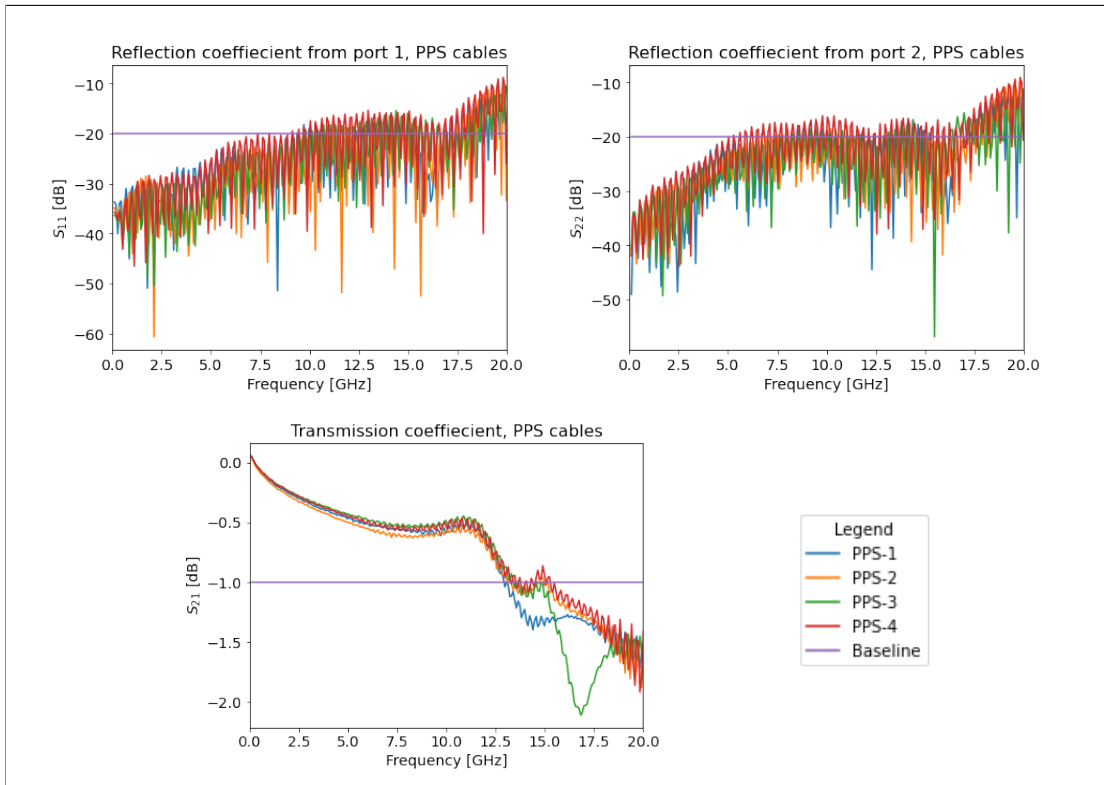 Reflection coeffiecient from port 1, PPS cables
−10
−20
−30
−40
−50
−60
S11 [dB]
0.0 2.5 5.0 7.5 10.0 12.5 15.0 17.5 20.0
Frequency [GHz]
Reflection coeffiecient from port 2, PPS cables
−10
−20
−30
−40
−50
S22 [dB]
0.0 2.5 5.0 7.5 10.0 12.5 15.0 17.5 20.0
Frequency [GHz]
Transmission coeffiecient, PPS cables
0.0
−0.5
−1.0
−1.5
−2.0
S21 [dB]
0.0 2.5 5.0 7.5 10.0 12.5 15.0 17.5 20.0
Frequency [GHz]
Legend
PPS-1
PPS-2
PPS-3
PPS-4
Baseline